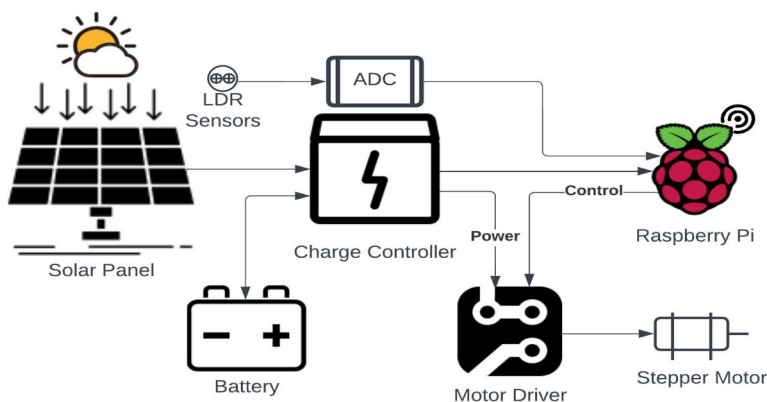 ADC
LDR
Sensors
Control
Power
Charge Controller
Raspberry Pi
Solar Panel
Battery
Motor Driver
Stepper Motor